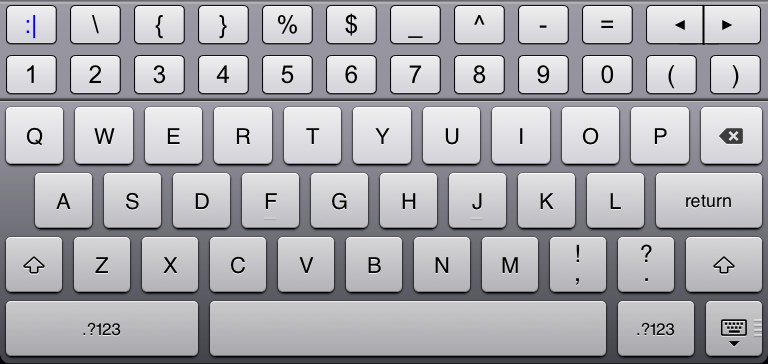 :| \ { } % $ _ ^ - = ◄ ►
1 2 3 4 5 6 7 8 9 0 ( )
Q W E R T Y U I O P
A S D F G H J K L return
Z X C V B N M ! , ? .
.?123 .?123